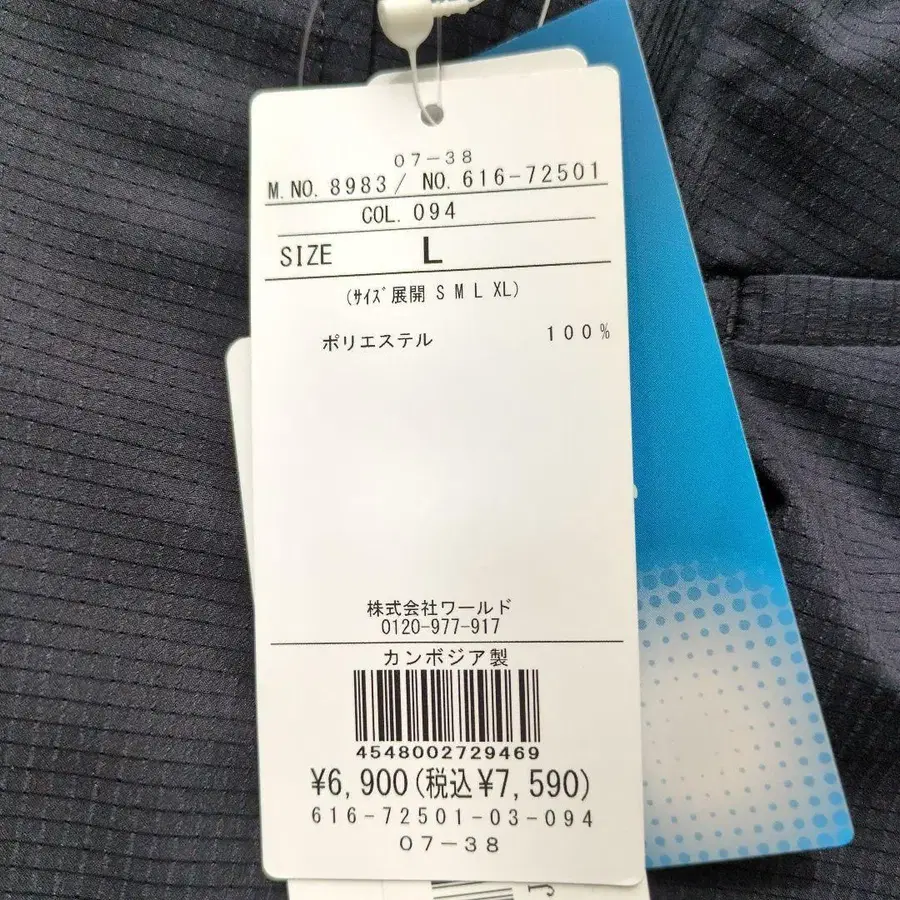 07-38
M.NO. 8983/ NO. 616-72501
COL. 094
SIZE L
(ｻｲｽﾞ展開 S M L XL)
ポリエステル 100%
株式会社ワールド
0120-977-917
カンボジア製
4548002729469
¥6,900(税込¥7,590)
616-72501-03-094
07-38
J